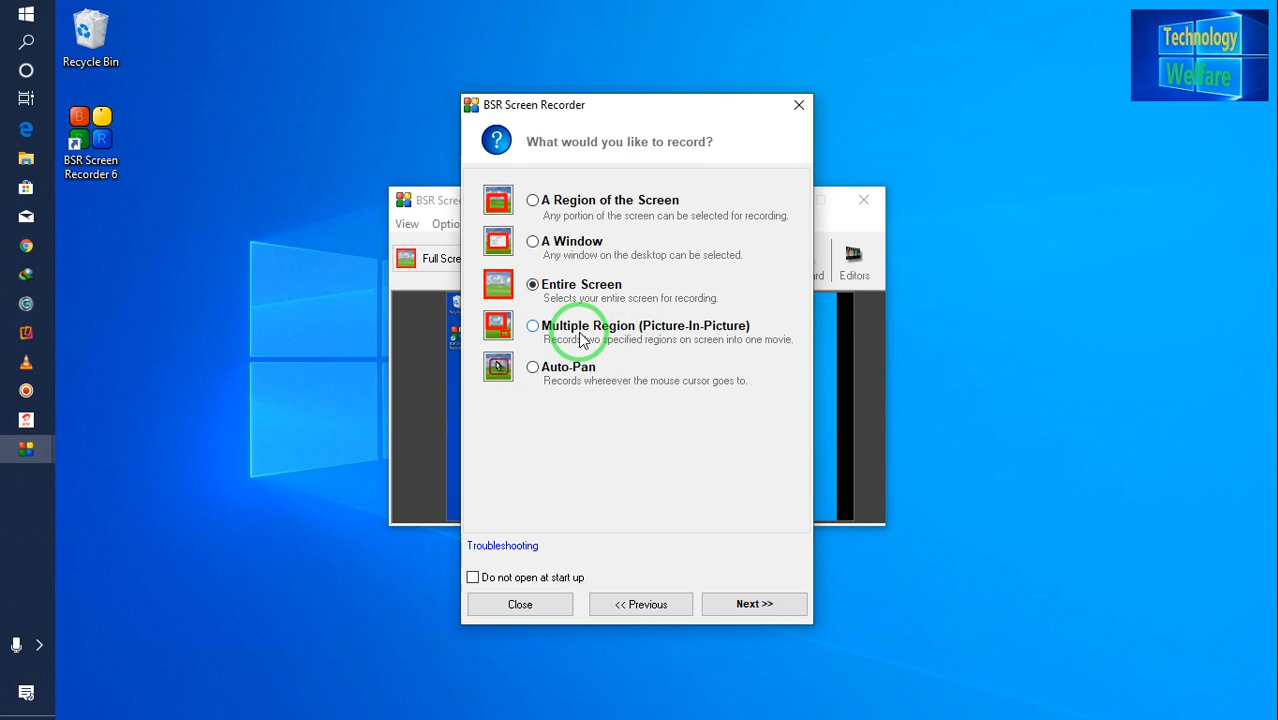 Recycle Bin
BSR Screen
Recorder 6
Technology
Welfare
BSR Screen Recorder
What would you like to record?
A Region of the Screen
Any portion of the screen can be selected for recording.
A Window
Any window on the desktop can be selected.
Entire Screen
Selects your entire screen for recording.
Multiple Region (Picture-In-Picture)
Records two specified regions on screen into one movie.
Auto-Pan
Records whereever the mouse cursor goes to.
Troubleshooting
Do not open at start up
Close
<< Previous
Next >>
BSR Scree
View
Optio
Full Scre
rd
Editors